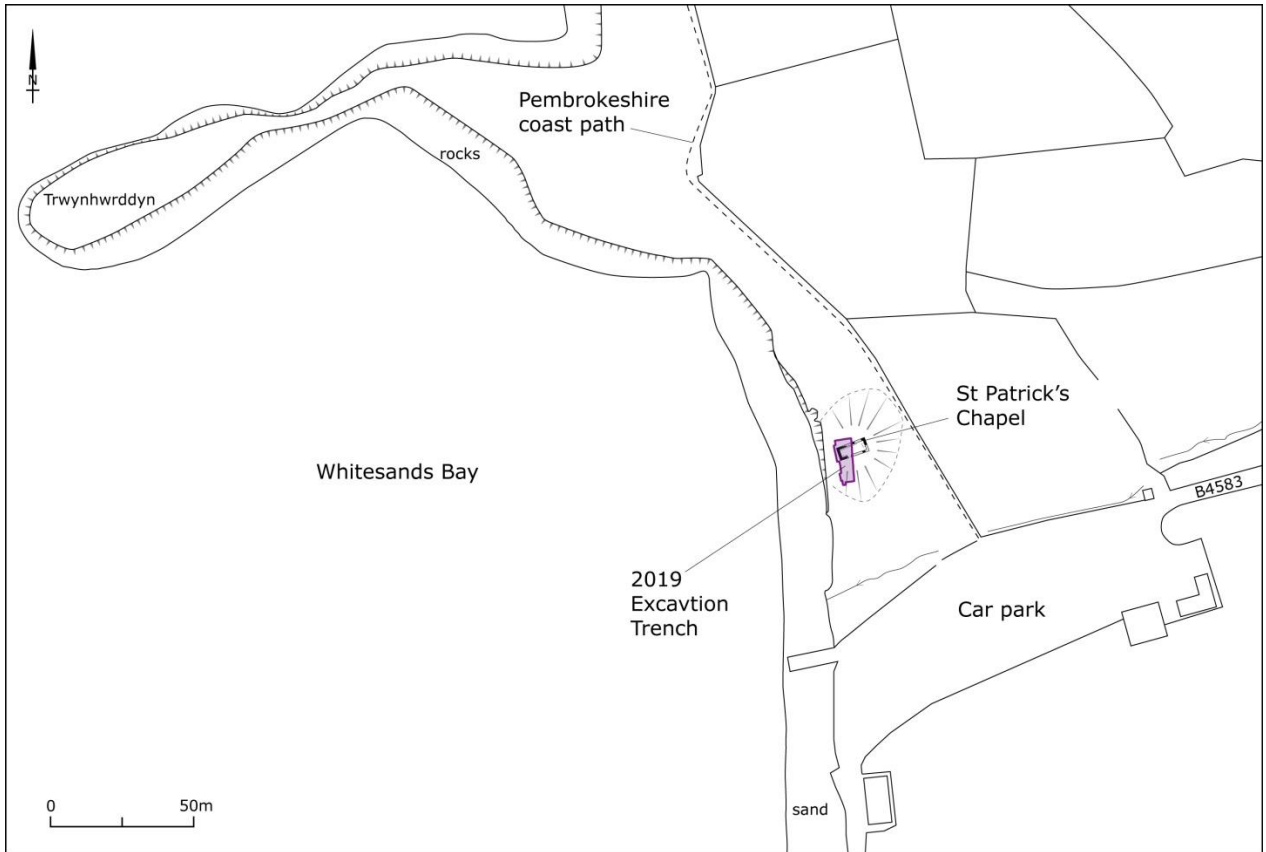 N
Pembrokeshire
coast path
rocks
Trwynhwrddyn
St Patrick's
Chapel
Whitesands Bay
B4583
2019
Excavtion
Trench
Car park
0 50m
sand